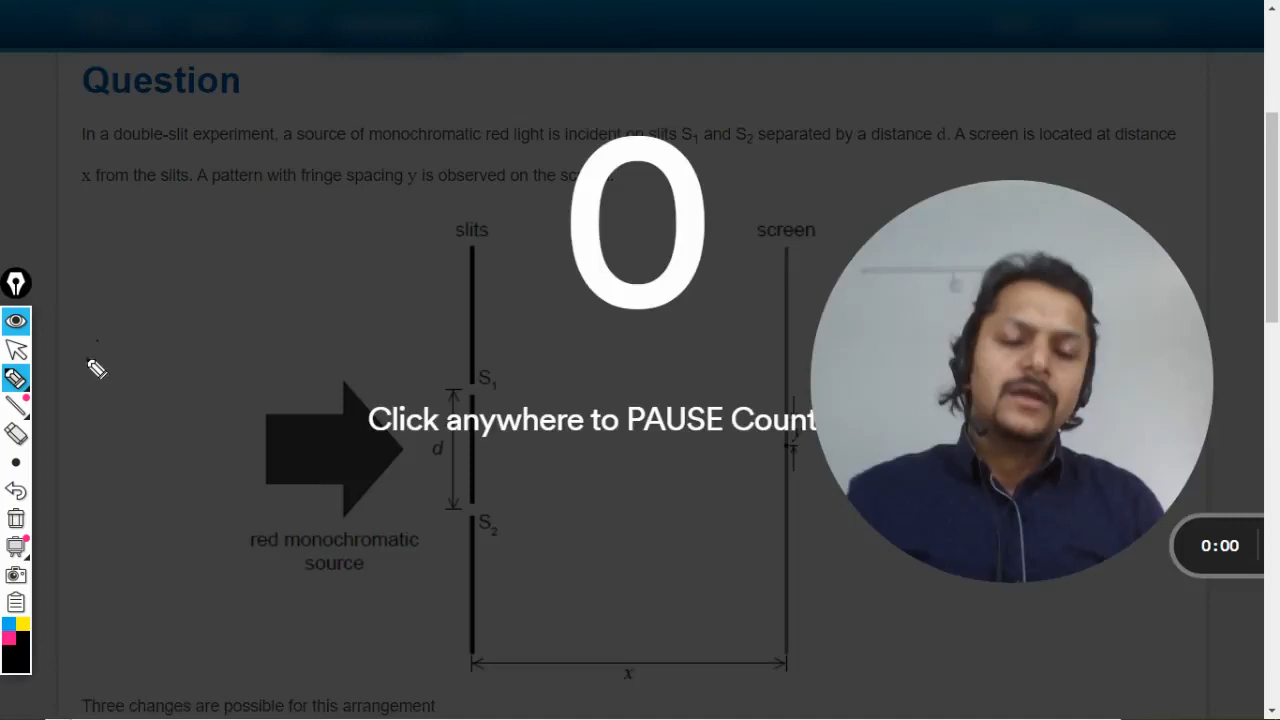 Question
In a double-slit experiment, a source of monochromatic red light is incident on slits S₁ and S₂ separated by a distance d. A screen is located at distance
x from the slits. A pattern with fringe spacing y is observed on the
0
slits
screen
S₁
Click anywhere to PAUSE Count
d
S₂
red monochromatic
source
0:00
x
Three changes are possible for this arrangement